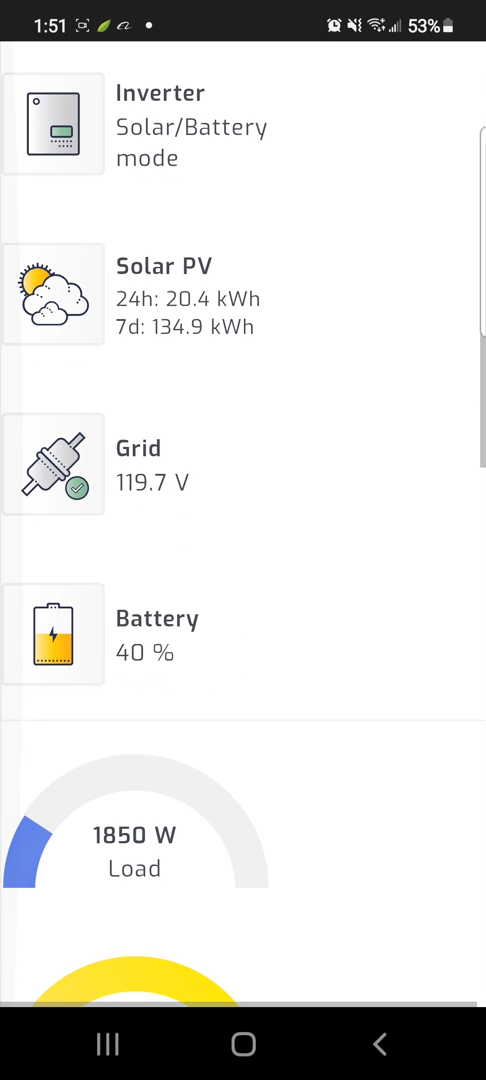 1:51
53%
Inverter
Solar/Battery
mode
Solar PV
24h: 20.4 kWh
7d: 134.9 kWh
Grid
119.7 V
Battery
40 %
1850 W
Load